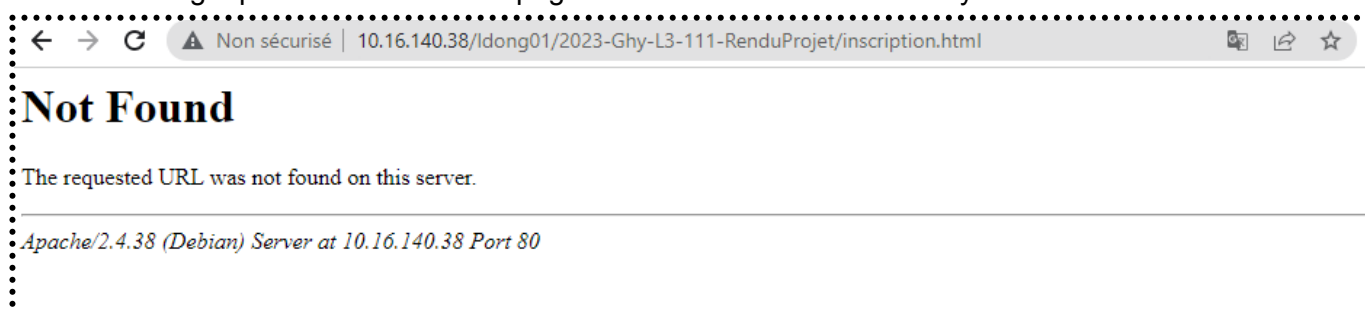 Non sécurisé | 10.16.140.38/ldong01/2023-Ghy-L3-111-RenduProjet/inscription.html
Not Found
The requested URL was not found on this server.
Apache/2.4.38 (Debian) Server at 10.16.140.38 Port 80